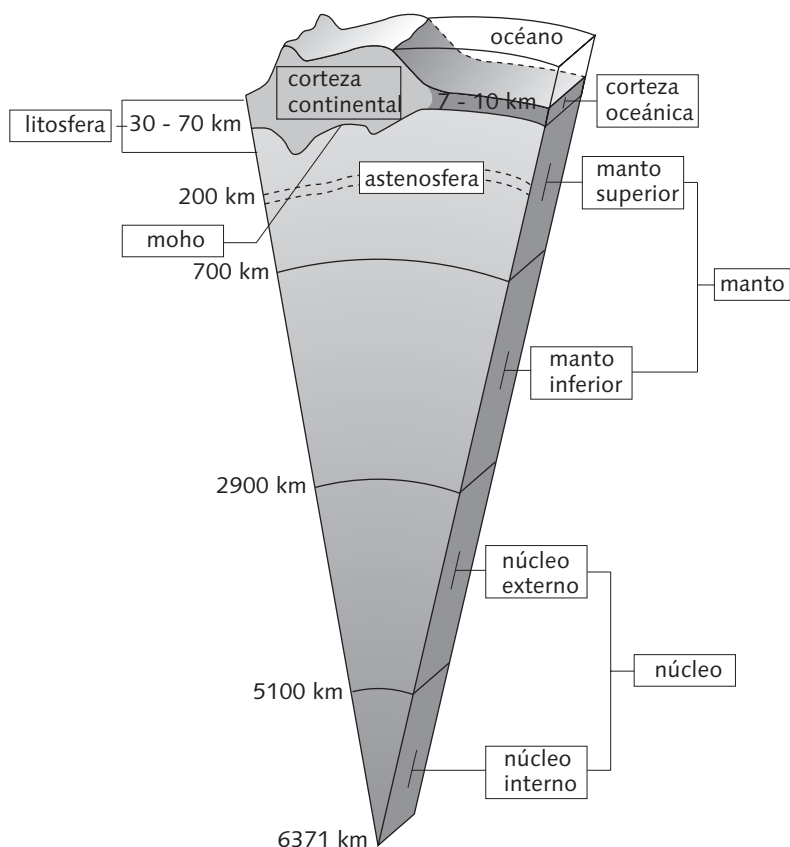 océano
corteza
continental
7 - 10 km
corteza
oceánica
litosfera
30 - 70 km
manto
superior
astenosfera
200 km
moho
700 km
manto
manto
inferior
2900 km
núcleo
externo
núcleo
5100 km
núcleo
interno
6371 km